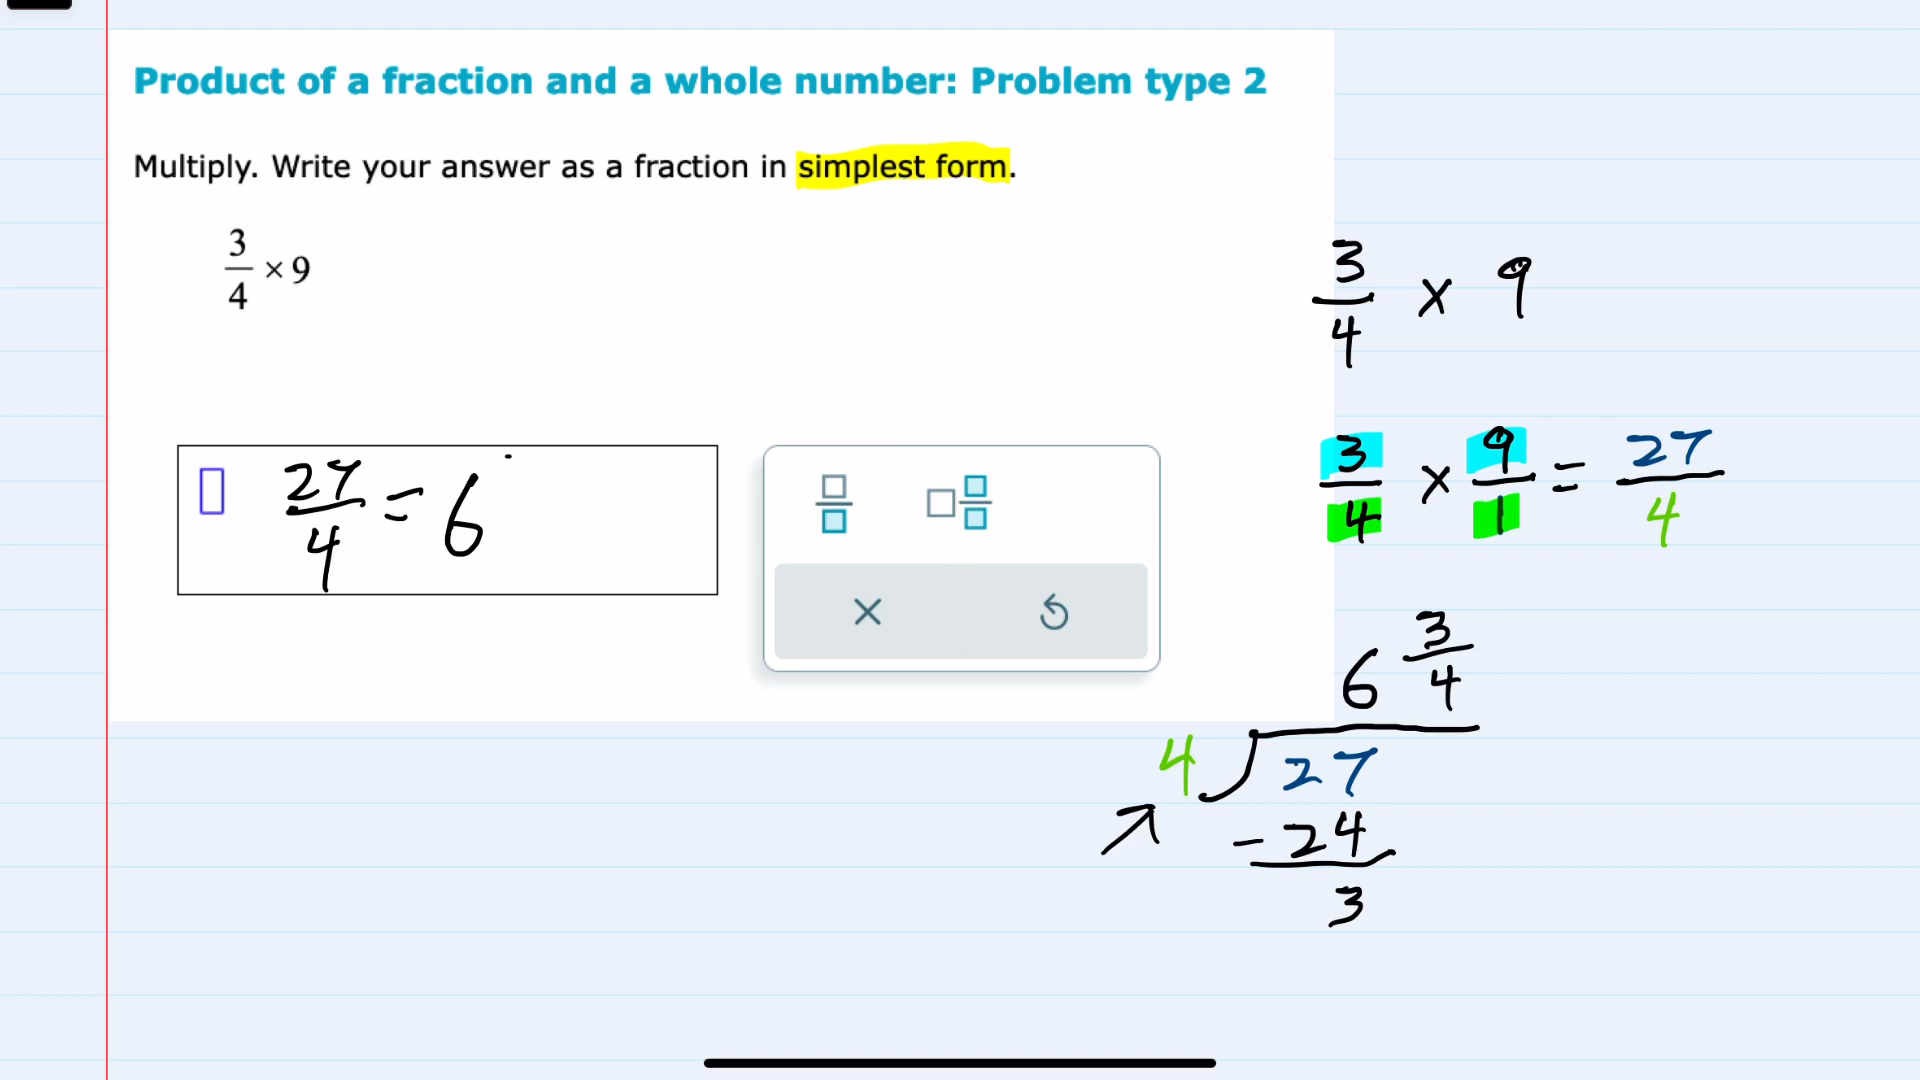 Product of a fraction and a whole number: Problem type 2
Multiply. Write your answer as a fraction in simplest form.
3/4 × 9
27/4 = 6
3/4 × 9
3/4 × 9/1 = 27/4
6 3/4
4 27
- 24
3